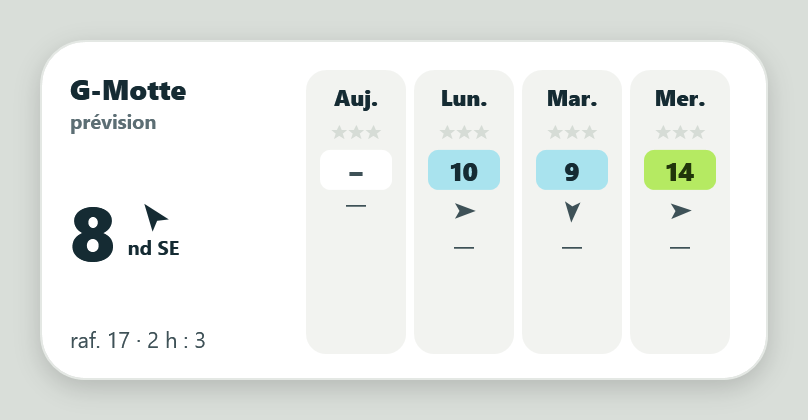 G-Motte
prévision
8 nd SE
raf. 17 · 2 h : 3
Auj.
–
—
Lun.
10
—
Mar.
9
—
Mer.
14
—